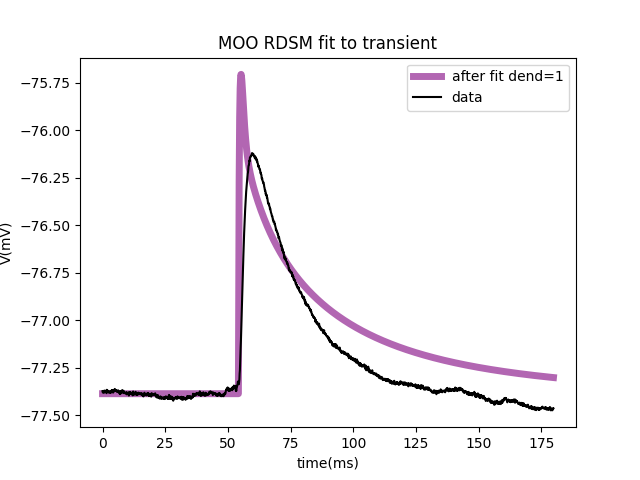 MOO RDSM fit to transient
after fit dend=1
data
V(mV)
−75.75
−76.00
−76.25
−76.50
−76.75
−77.00
−77.25
−77.50
0 25 50 75 100 125 150 175
time(ms)